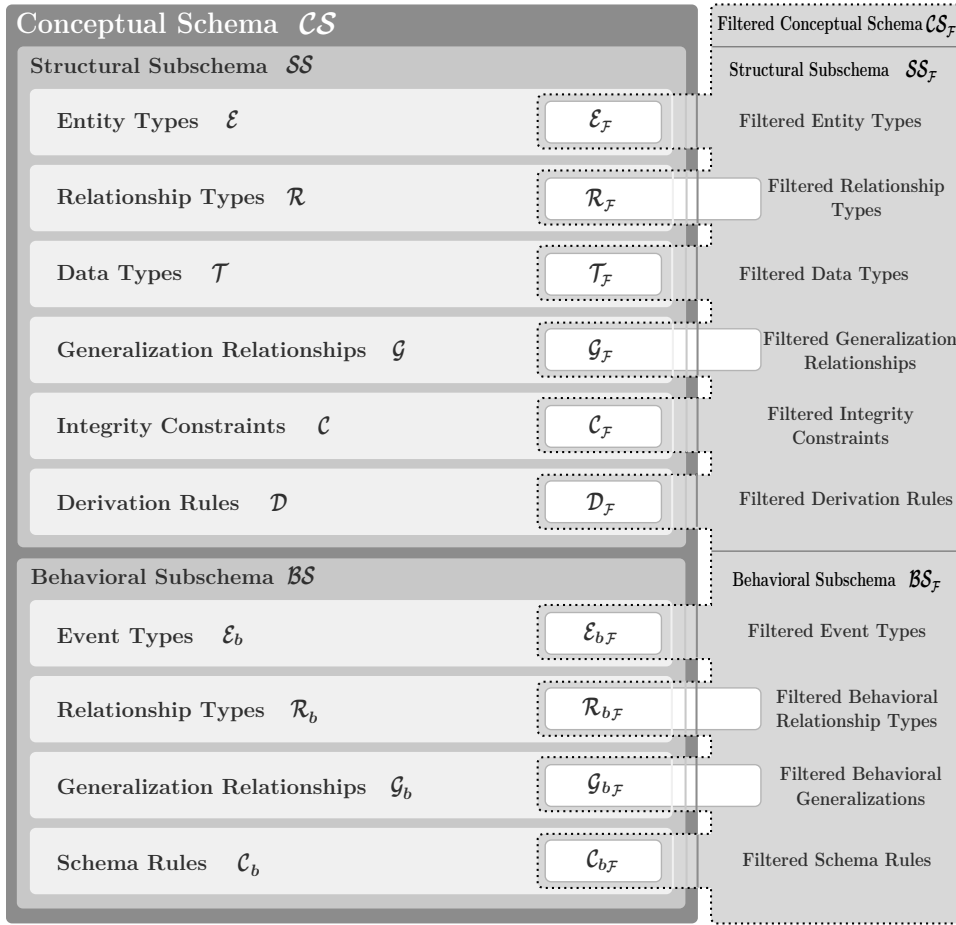 Conceptual Schema 𝒞𝒮
Filtered Conceptual Schema 𝒞𝒮_ℱ
Structural Subschema 𝒮𝒮
Structural Subschema 𝒮𝒮_ℱ
Entity Types ℰ
ℰ_ℱ
Filtered Entity Types
Relationship Types ℛ
ℛ_ℱ
Filtered Relationship
Types
Data Types 𝒯
𝒯_ℱ
Filtered Data Types
Generalization Relationships 𝒢
𝒢_ℱ
Filtered Generalization
Relationships
Integrity Constraints 𝒞
𝒞_ℱ
Filtered Integrity
Constraints
Derivation Rules 𝒟
𝒟_ℱ
Filtered Derivation Rules
Behavioral Subschema ℬ𝒮
Behavioral Subschema ℬ𝒮_ℱ
Event Types ℰ_b
ℰ_bℱ
Filtered Event Types
Relationship Types ℛ_b
ℛ_bℱ
Filtered Behavioral
Relationship Types
Generalization Relationships 𝒢_b
𝒢_bℱ
Filtered Behavioral
Generalizations
Schema Rules 𝒞_b
𝒞_bℱ
Filtered Schema Rules